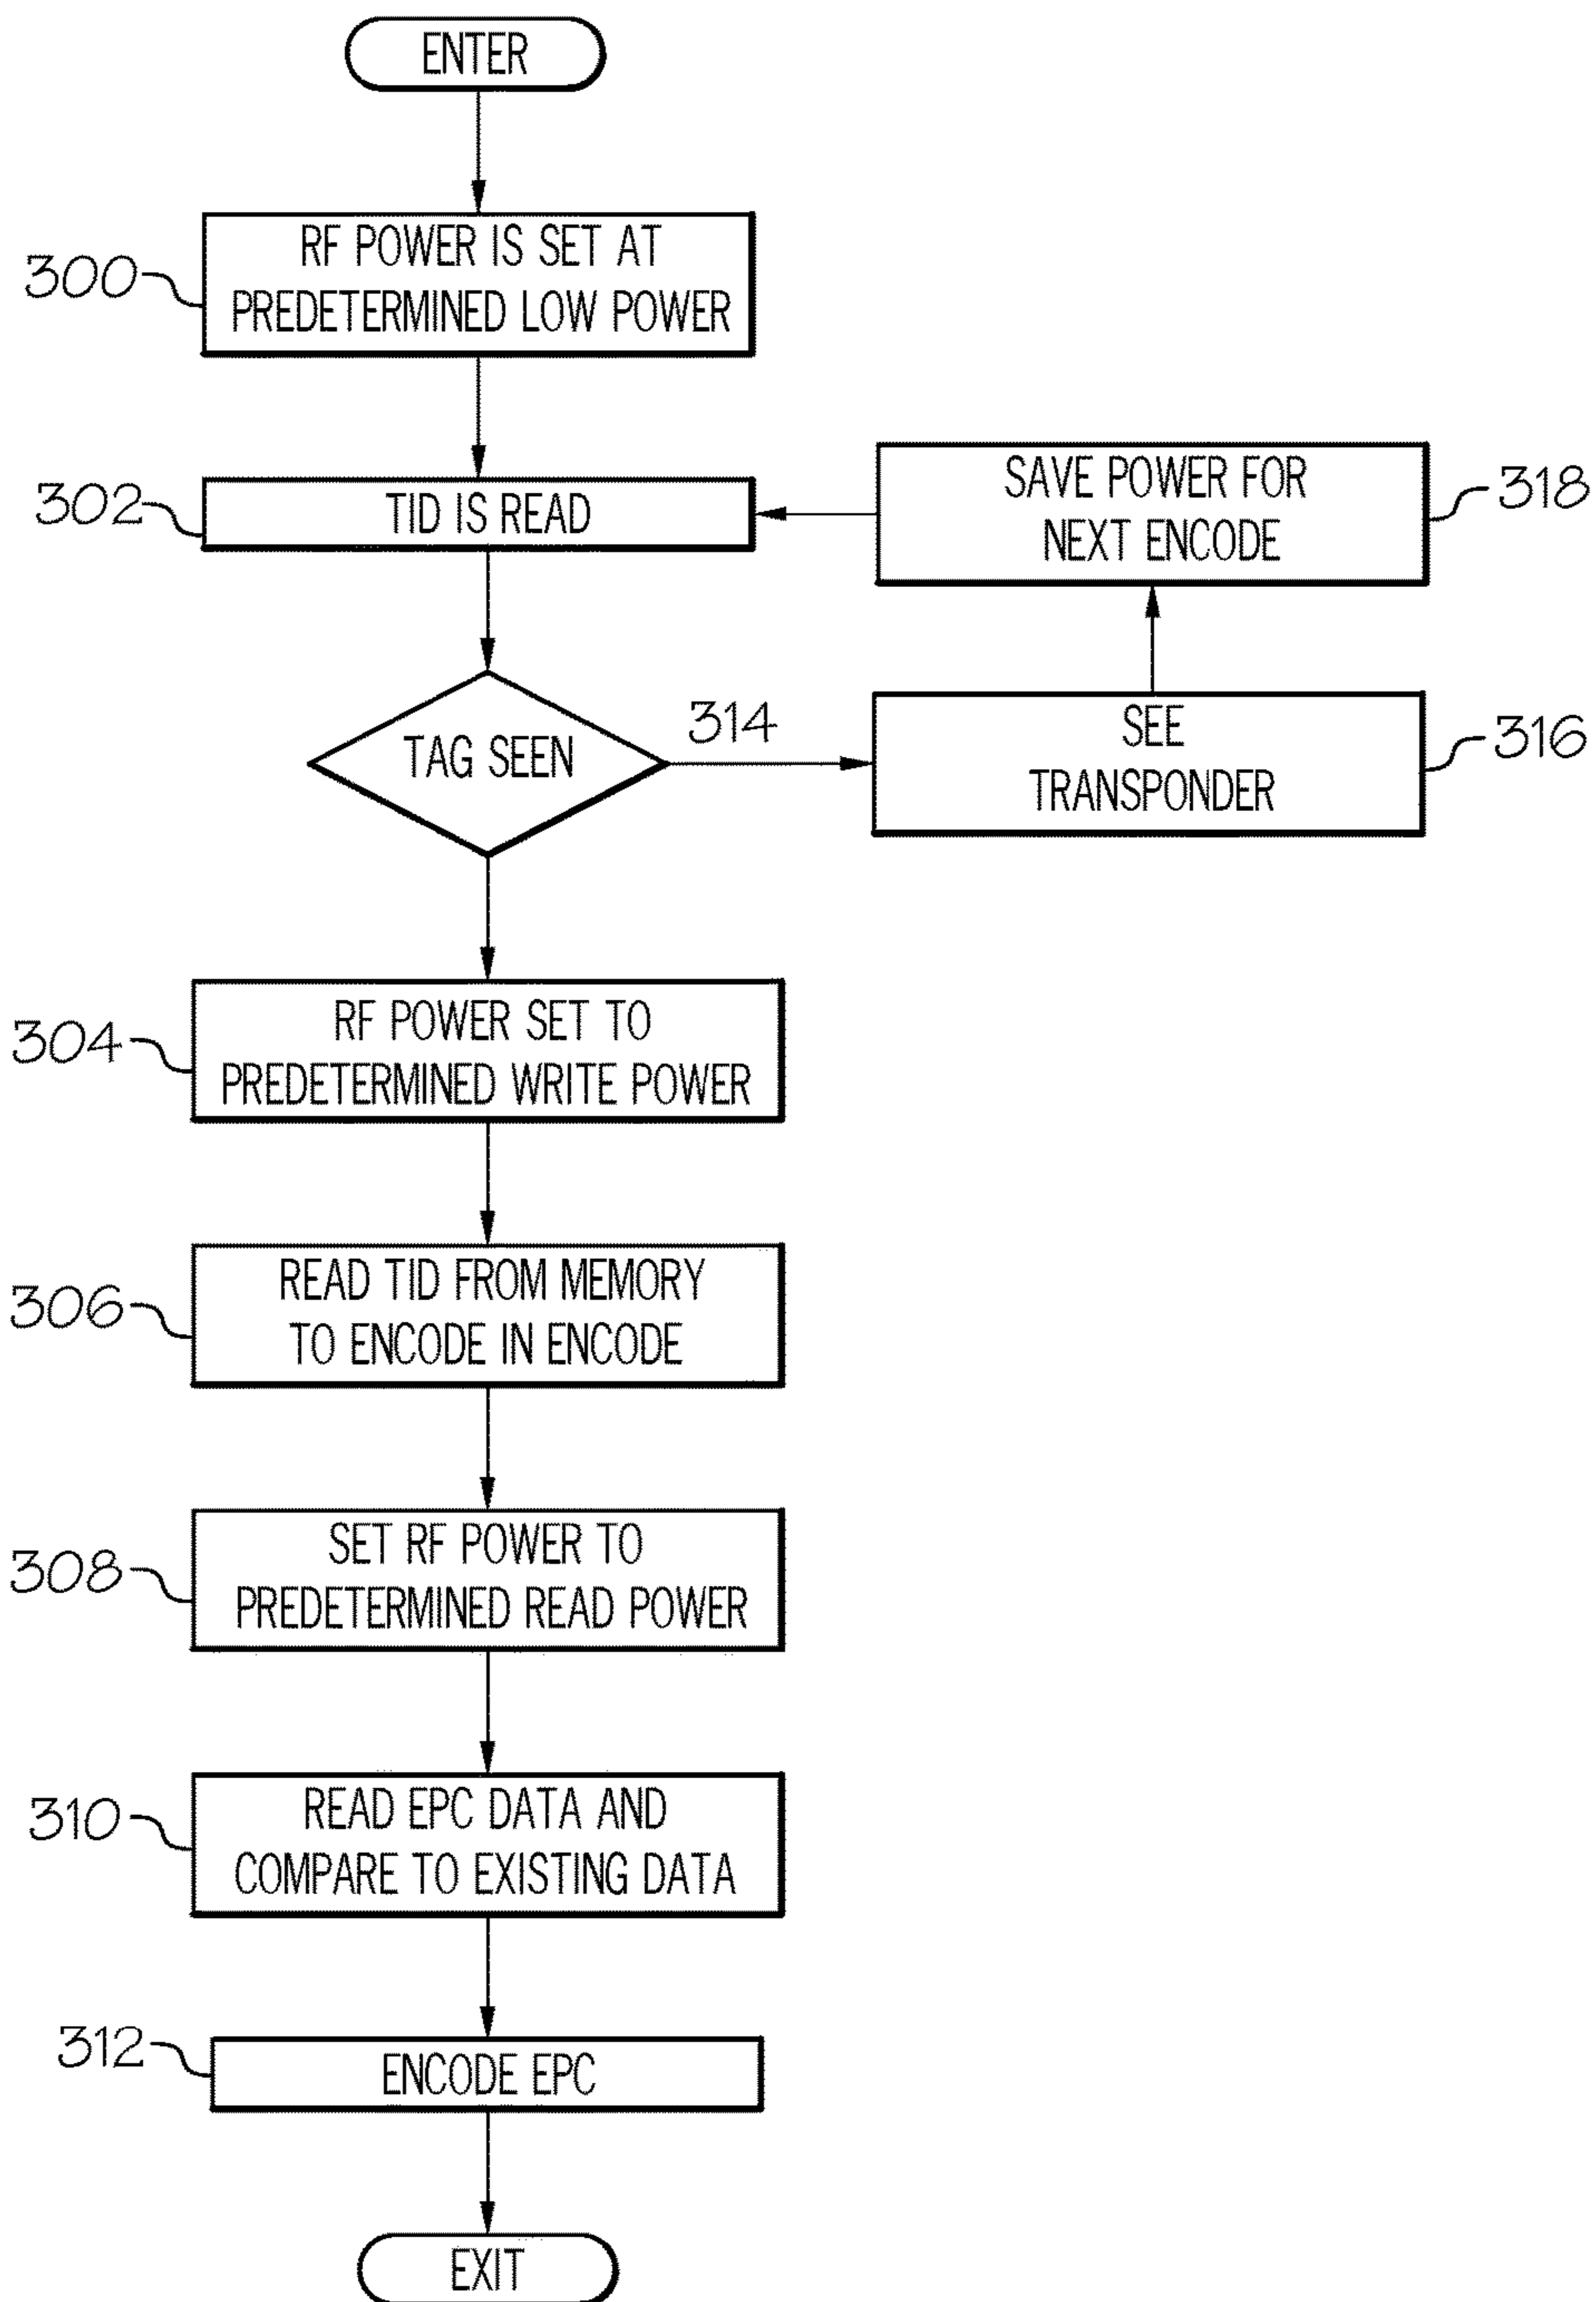 ENTER
300
RF POWER IS SET AT
PREDETERMINED LOW POWER
302
TID IS READ
SAVE POWER FOR
NEXT ENCODE
318
TAG SEEN
314
SEE
TRANSPONDER
316
304
RF POWER SET TO
PREDETERMINED WRITE POWER
306
READ TID FROM MEMORY
TO ENCODE IN ENCODE
308
SET RF POWER TO
PREDETERMINED READ POWER
310
READ EPC DATA AND
COMPARE TO EXISTING DATA
312
ENCODE EPC
EXIT